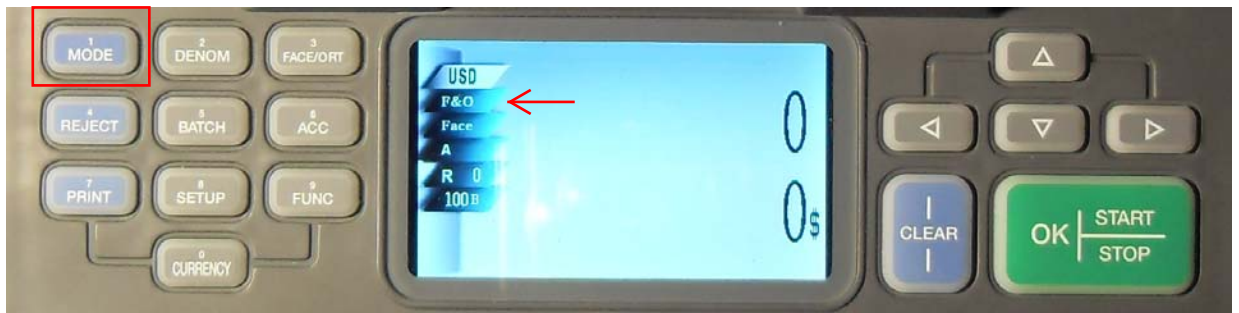 1
MODE
2
DENOM
3
FACE/ORT
4
REJECT
5
BATCH
6
ACC
7
PRINT
8
SETUP
9
FUNC
0
CURRENCY
USD
F&O
Face
A
R 0
100 B
0
0$
CLEAR
OK START
STOP